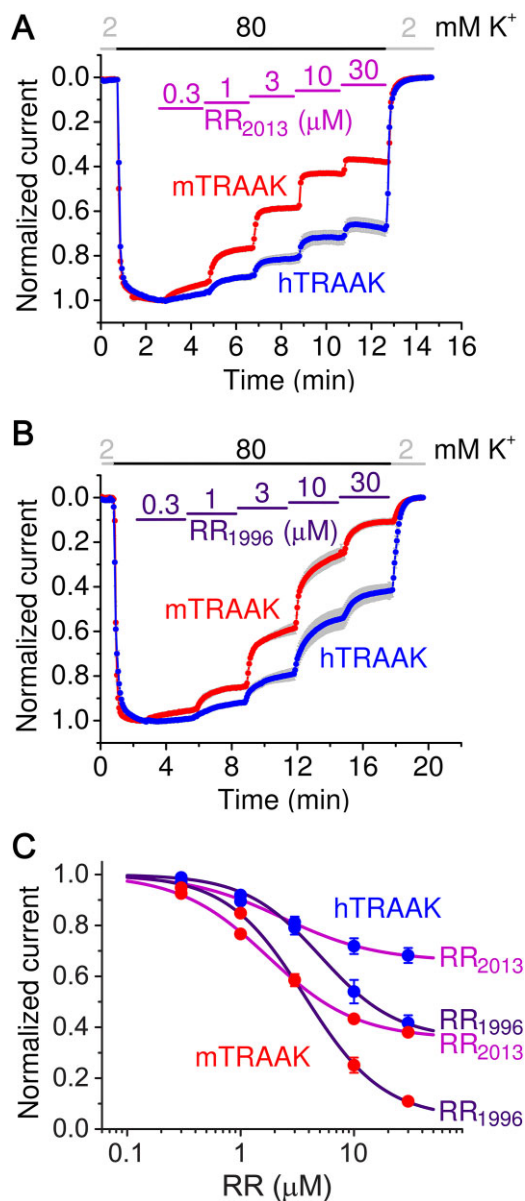 A
2 80 2 mM K⁺
0.3 1 3 10 30
RR₂₀₁₃ (μM)
mTRAAK
hTRAAK
Normalized current
0.0
0.2
0.4
0.6
0.8
1.0
0 2 4 6 8 10 12 14 16
Time (min)
B
2 80 2 mM K⁺
0.3 1 3 10 30
RR₁₉₉₆ (μM)
mTRAAK
hTRAAK
Normalized current
0.0
0.2
0.4
0.6
0.8
1.0
0 4 8 12 16 20
Time (min)
C
1.0
0.8
0.6
0.4
0.2
0.0
Normalized current
hTRAAK
RR₂₀₁₃
RR₁₉₉₆
RR₂₀₁₃
mTRAAK
RR₁₉₉₆
0.1 1 10
RR (μM)